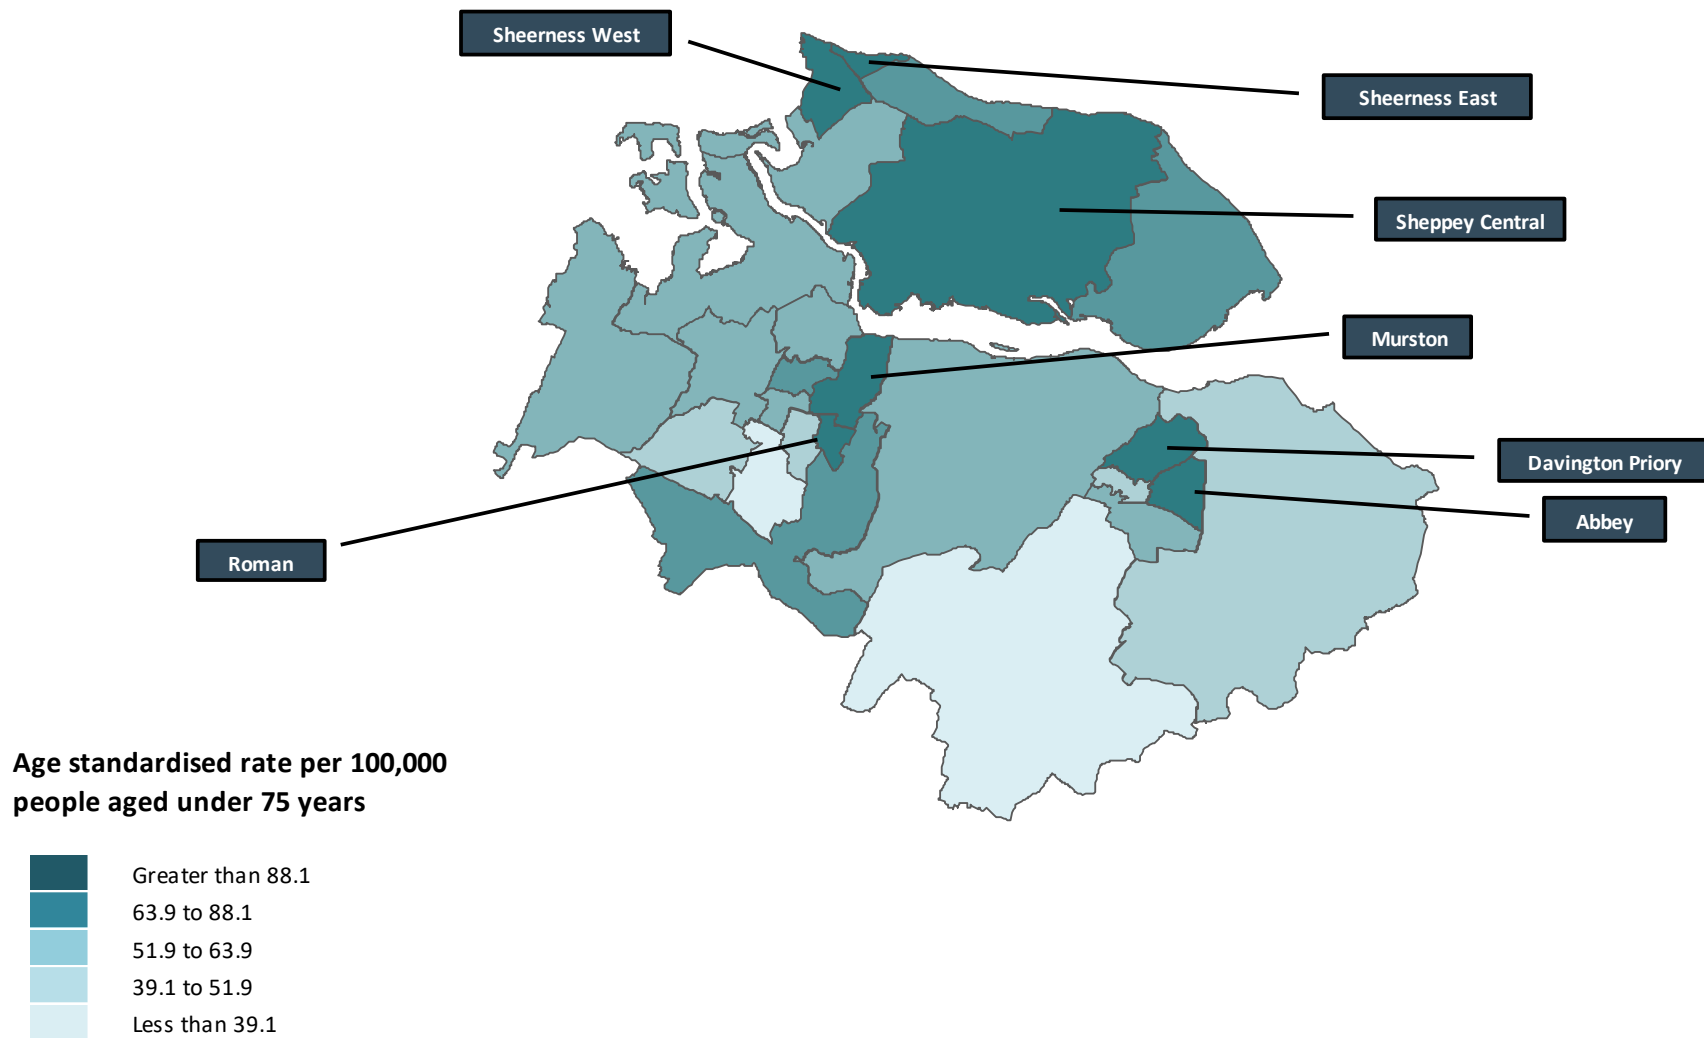 Sheerness West
Sheerness East
Sheppey Central
Murston
Davington Priory
Abbey
Roman
Age standardised rate per 100,000
people aged under 75 years
Greater than 88.1
63.9 to 88.1
51.9 to 63.9
39.1 to 51.9
Less than 39.1